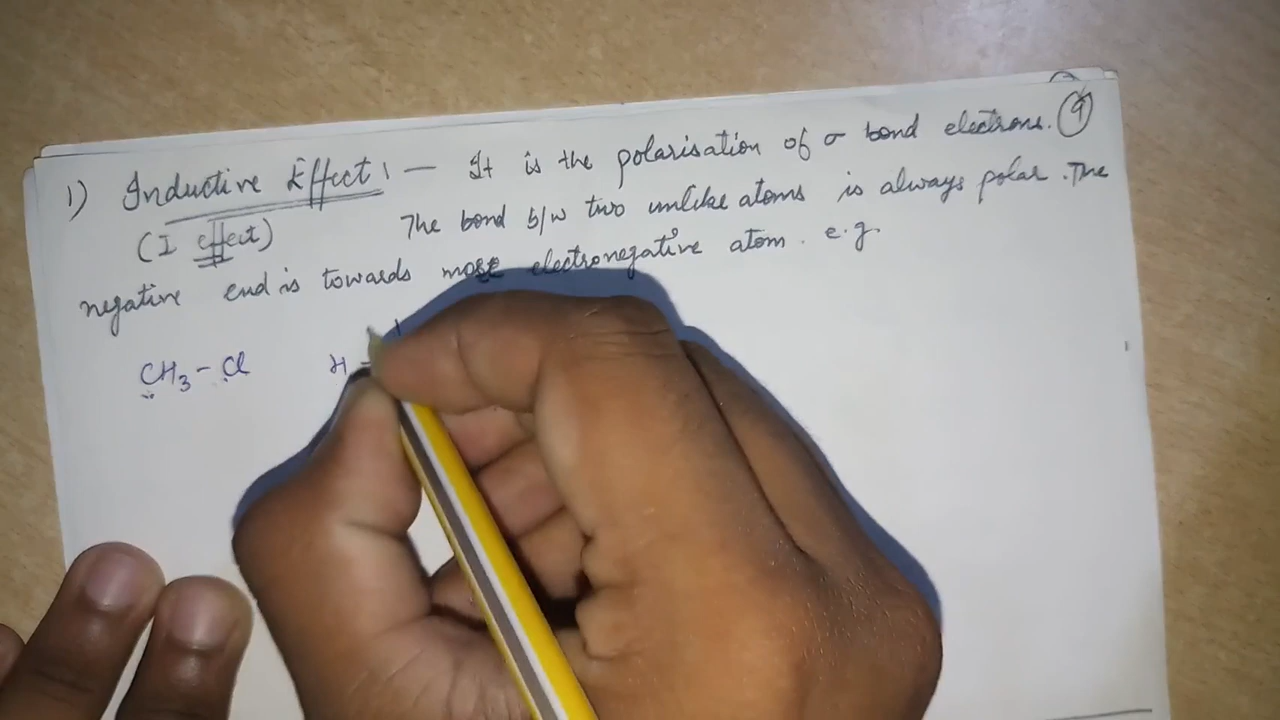 1) Inductive Effect :— It is the polarisation of σ bond electrons. 9
(I effect) The bond b/w two unlike atoms is always polar. The
negative end is towards more electronegative atom. e.g.
CH3-Cl H